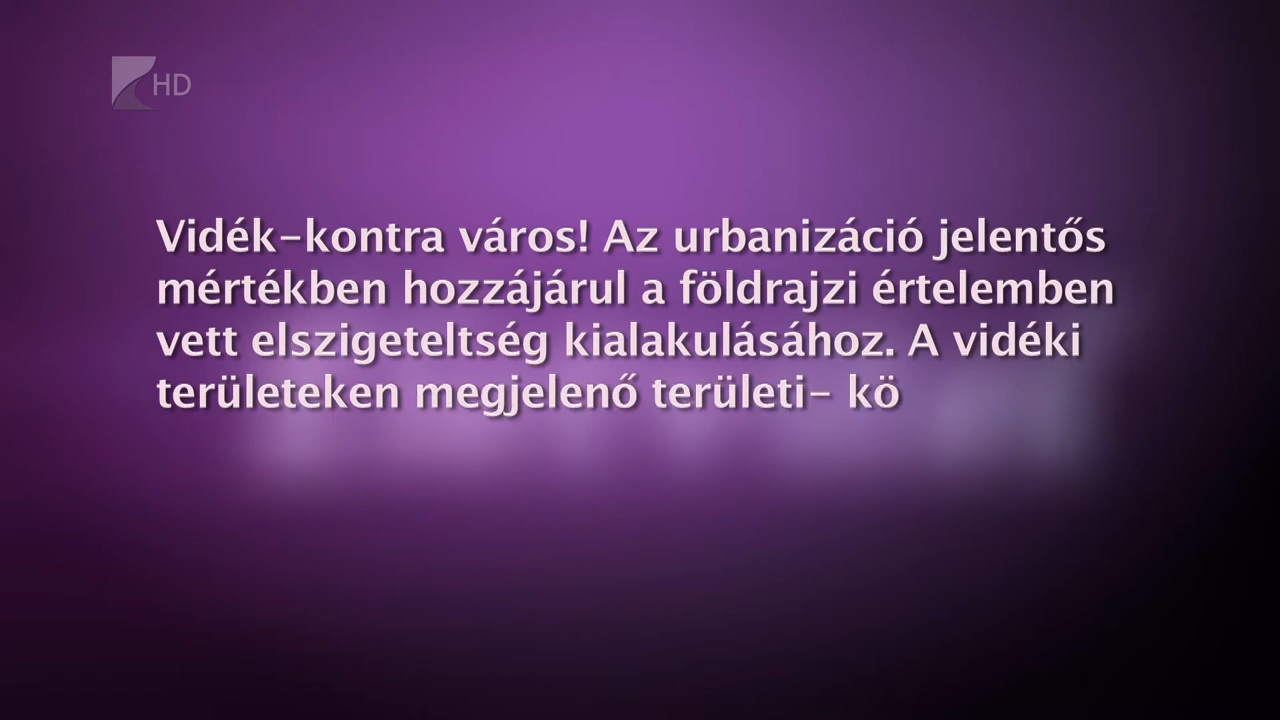 HD
Vidék-kontra város! Az urbanizáció jelentős
mértékben hozzájárul a földrajzi értelemben
vett elszigeteltség kialakulásához. A vidéki
területeken megjelenő területi- kö